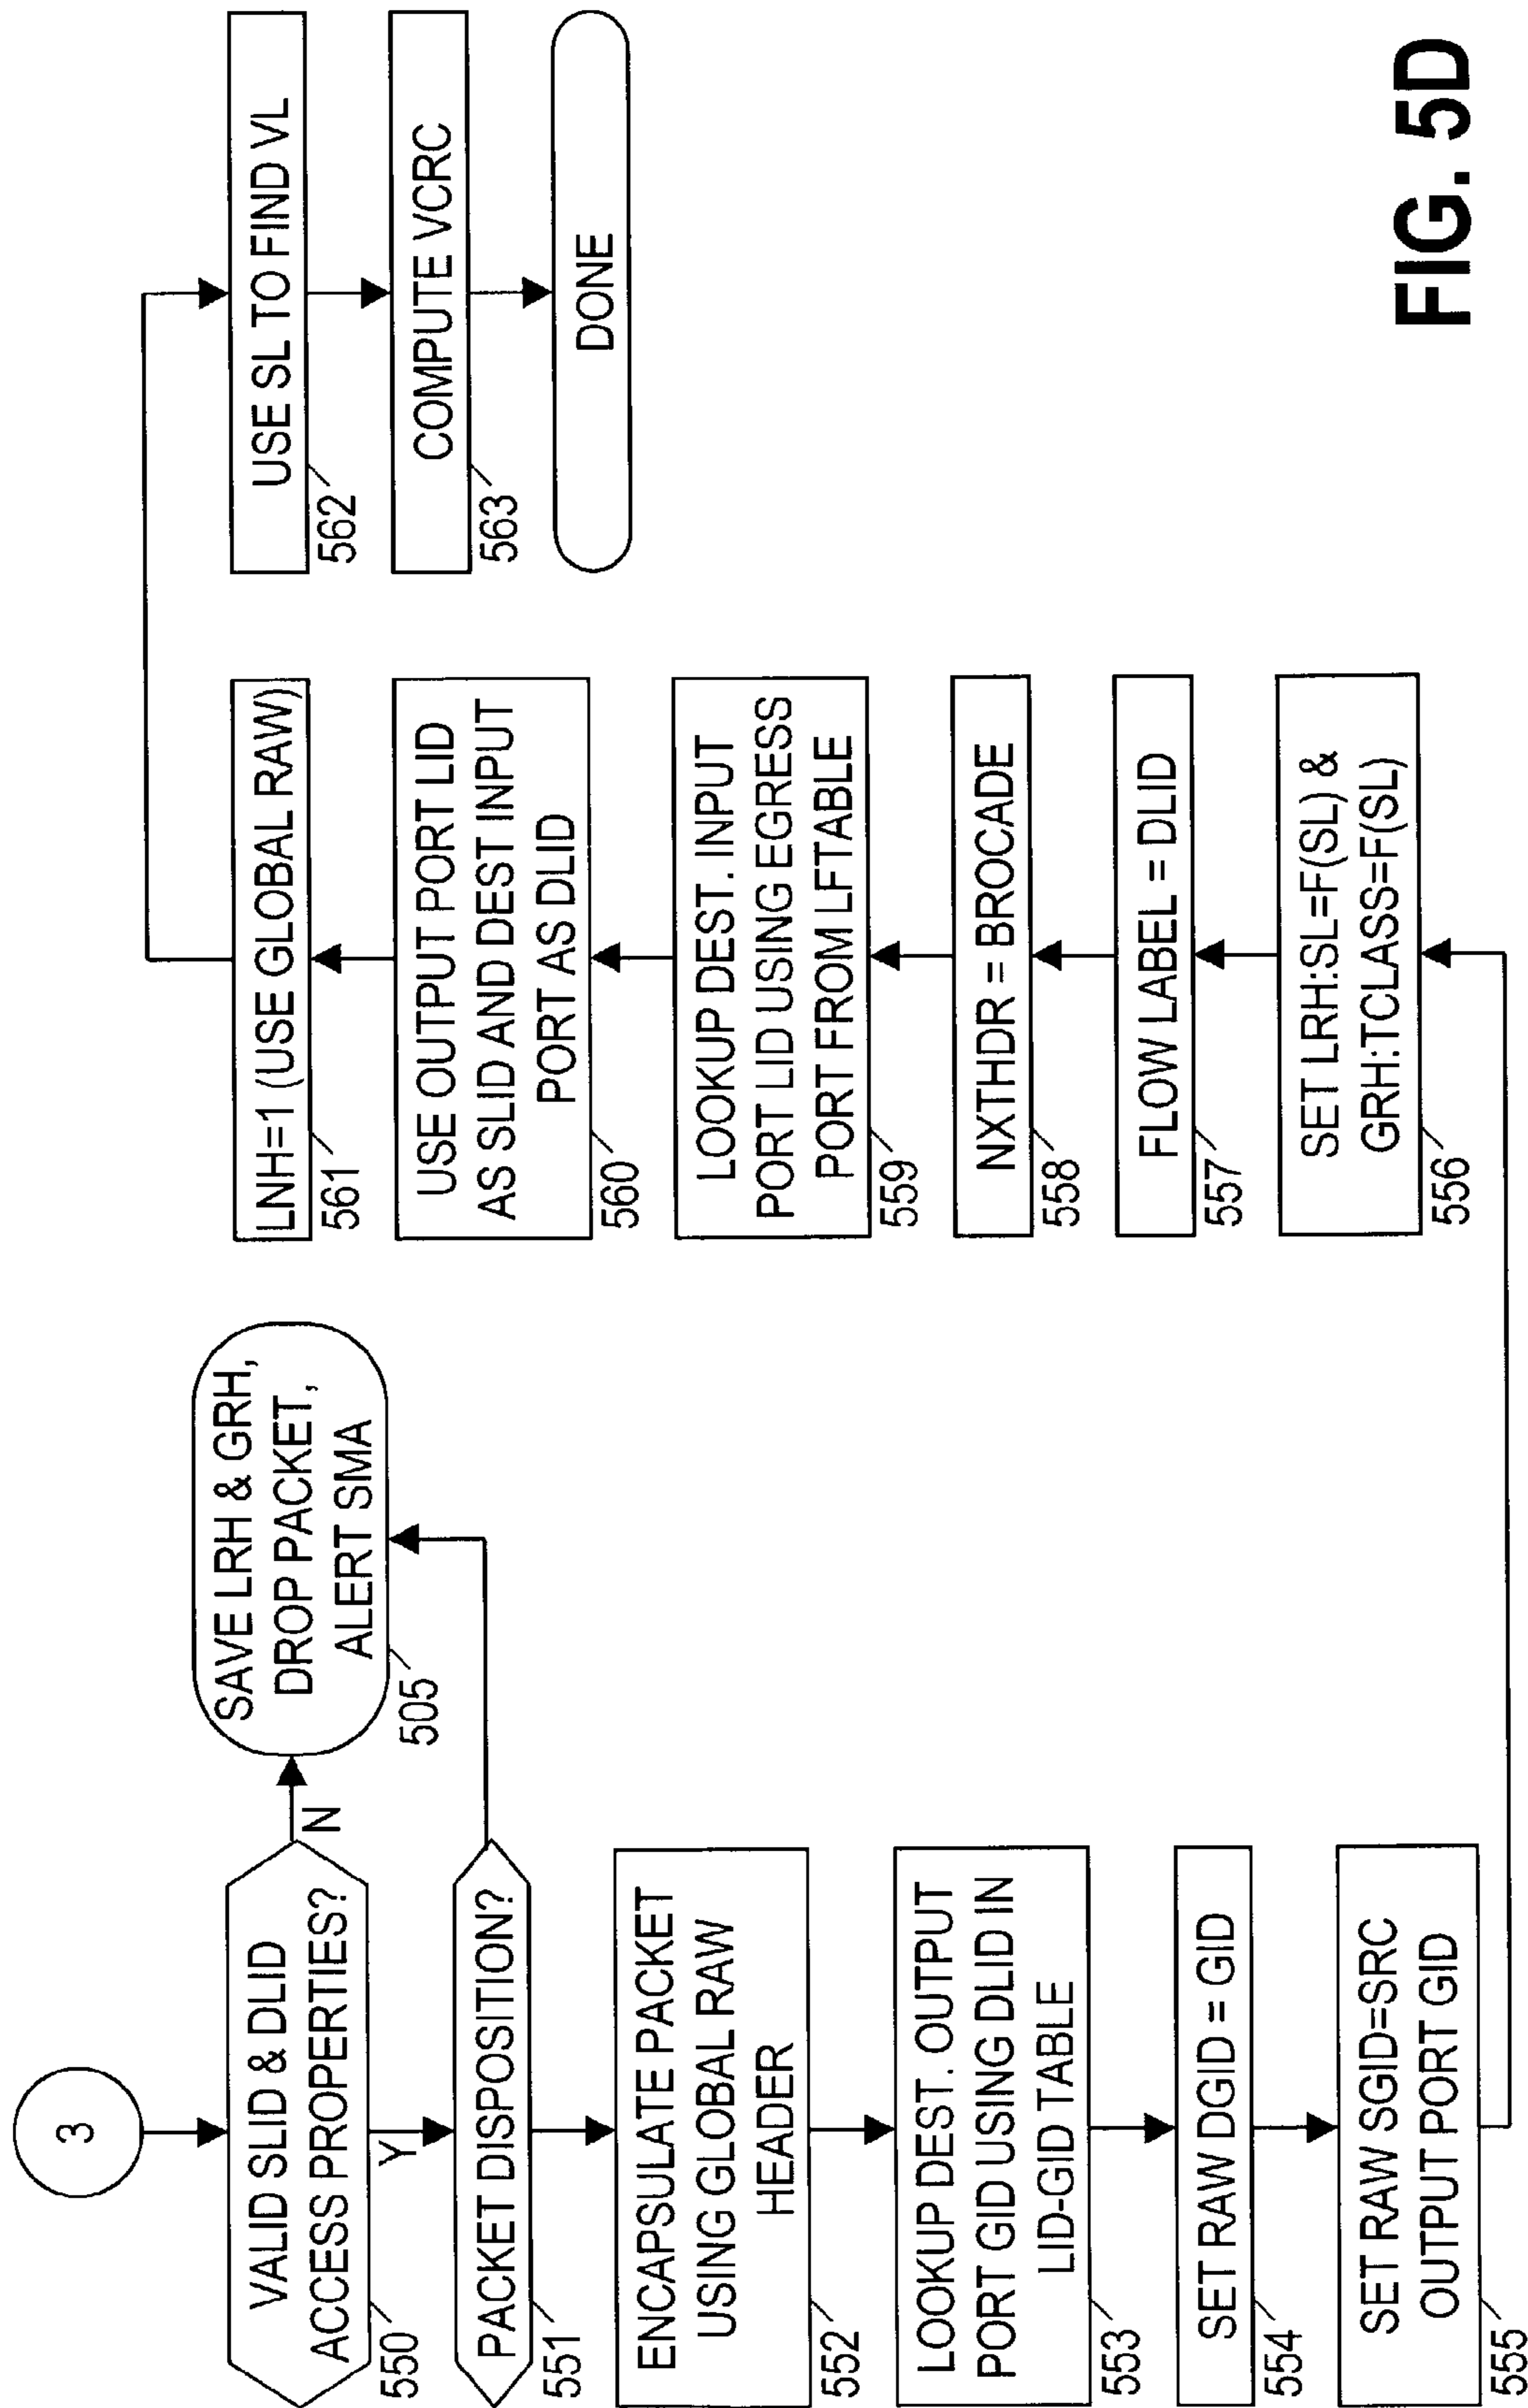 3
VALID SLID & DLID
ACCESS PROPERTIES?
550
N
Y
SAVE LRH & GRH,
DROP PACKET,
ALERT SMA
505
PACKET DISPOSITION?
551
ENCAPSULATE PACKET
USING GLOBAL RAW
HEADER
552
LOOKUP DEST. OUTPUT
PORT GID USING DLID IN
LID-GID TABLE
553
SET RAW DGID = GID
554
SET RAW SGID=SRC
OUTPUT PORT GID
555
SET LRH:SL=F(SL) &
GRH:TCLASS=F(SL)
556
FLOW LABEL = DLID
557
NXTHDR = BROCADE
558
LOOKUP DEST. INPUT
PORT LID USING EGRESS
PORT FROM LFTABLE
559
USE OUTPUT PORT LID
AS SLID AND DEST INPUT
PORT AS DLID
560
LNH=1 (USE GLOBAL RAW)
561
USE SL TO FIND VL
562
COMPUTE VCRC
563
DONE
FIG. 5D